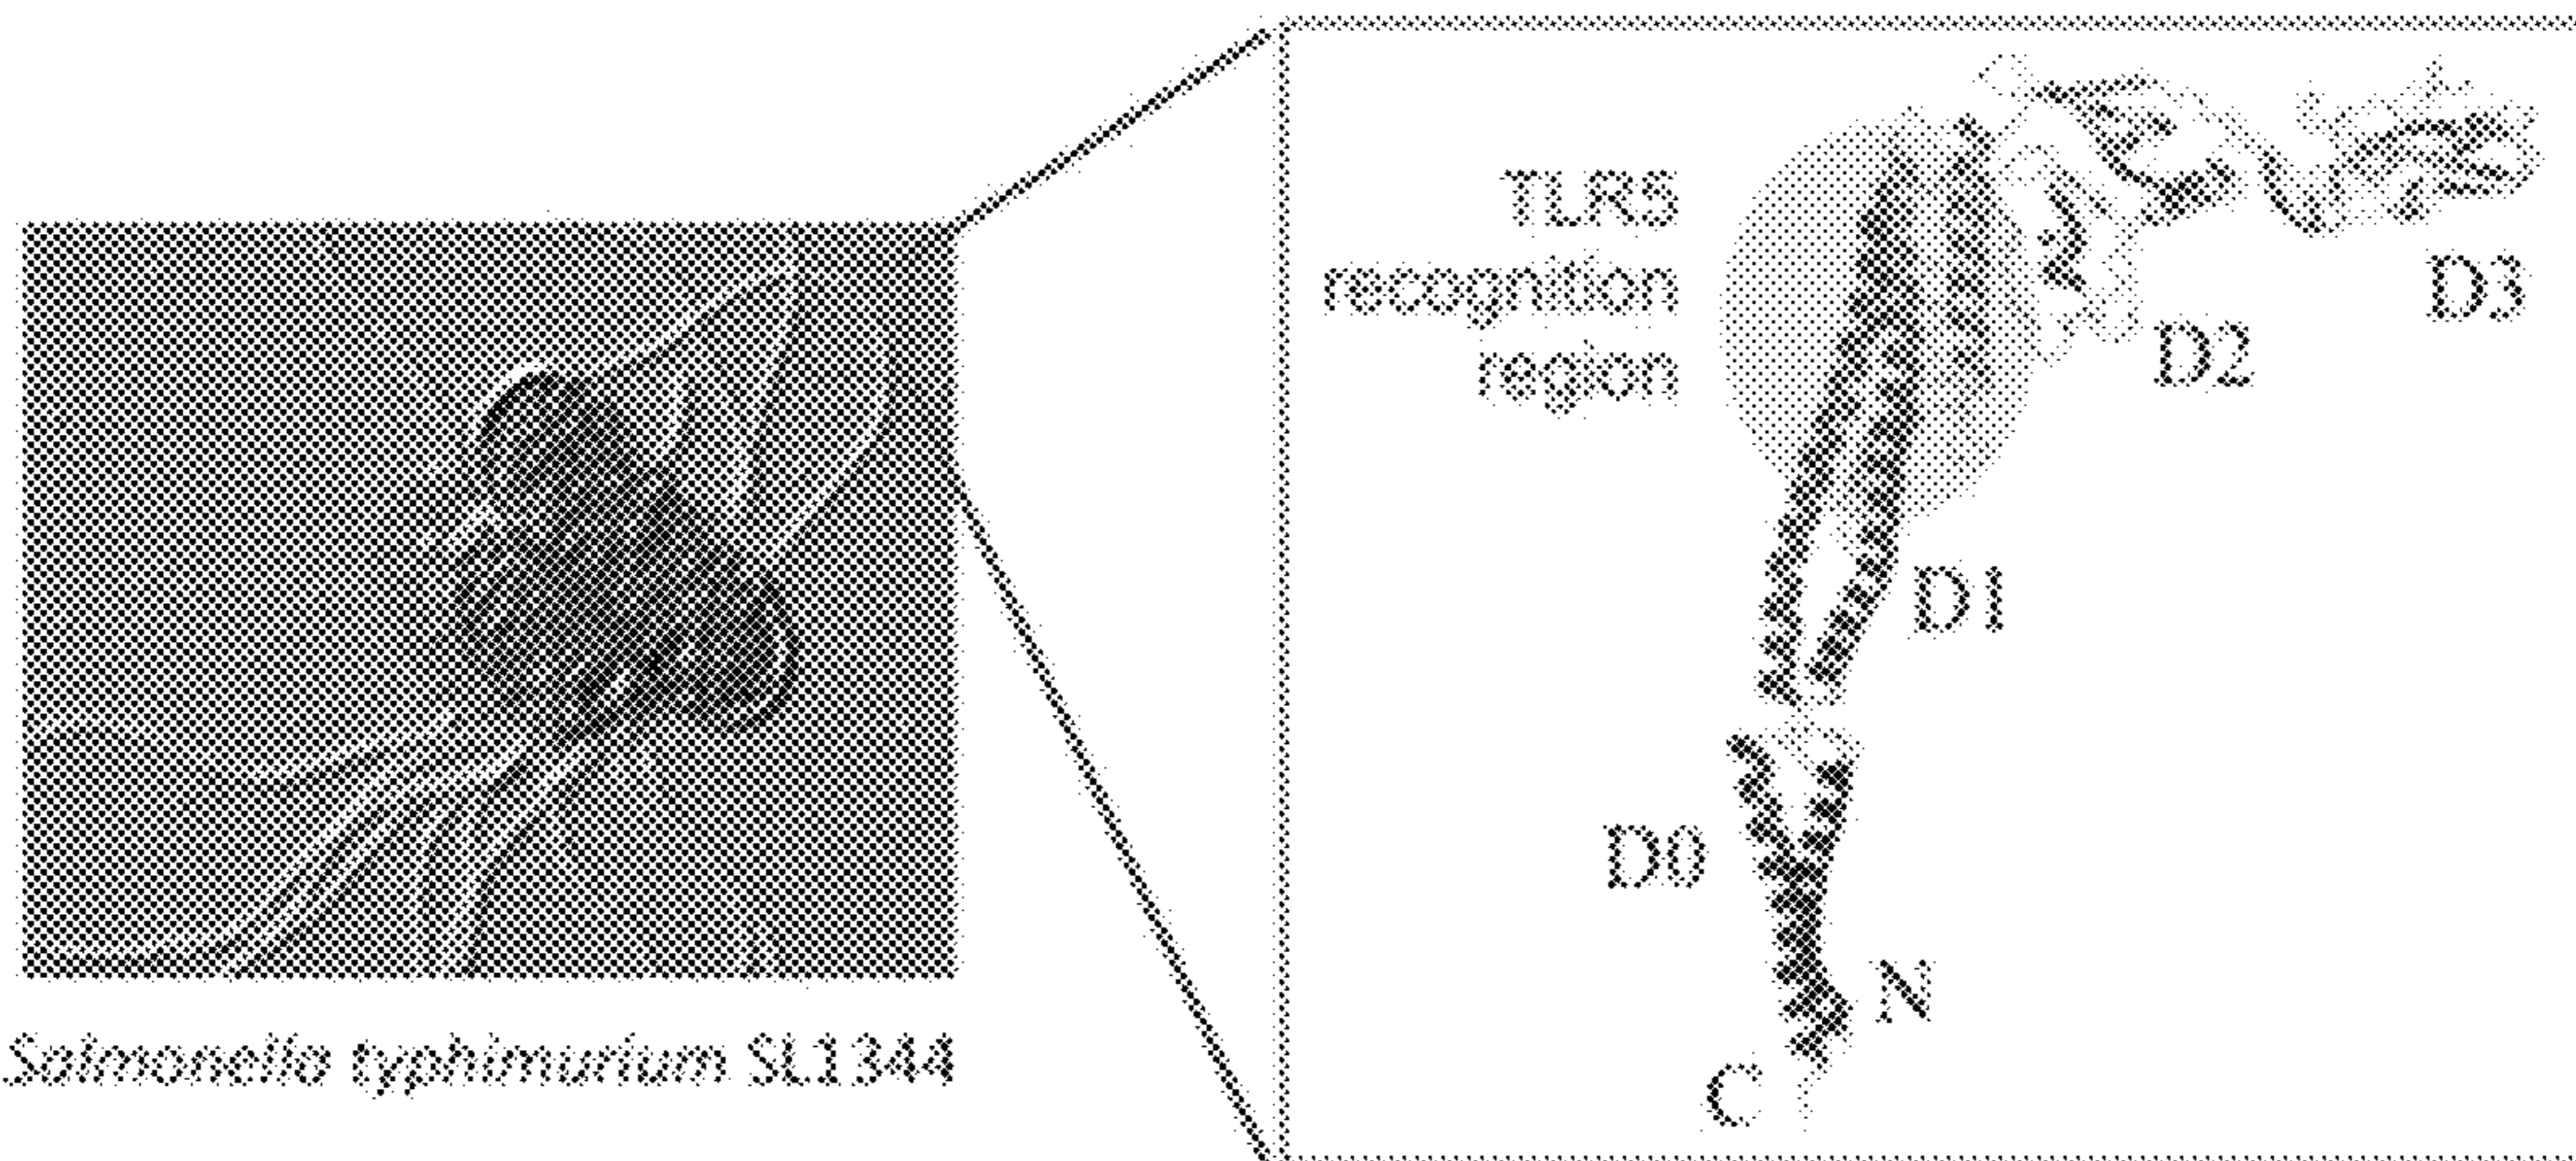 TLR5
recognition
region
D3
D2
D1
D0
N
C
Salmonella typhimurium SL1344